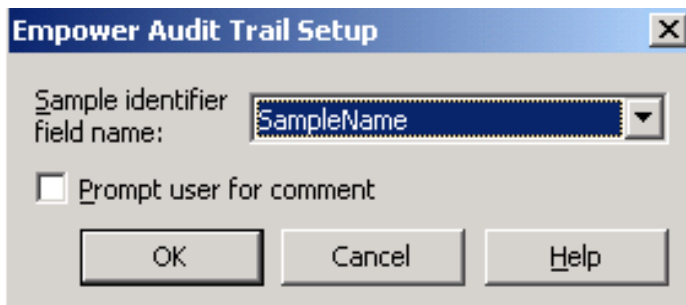 Empower Audit Trail Setup
Sample identifier
field name:
SampleName
Prompt user for comment
OK
Cancel
Help